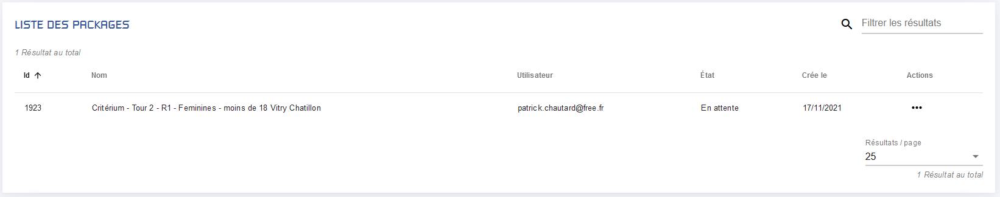 LISTE DES PACKAGES
Filtrer les résultats
1 Résultat au total
Id Nom Utilisateur État Crée le Actions
1923 Critérium - Tour 2 - R1 - Feminines - moins de 18 Vitry Chatillon patrick.chautard@free.fr En attente 17/11/2021
Résultats / page
25
1 Résultat au total